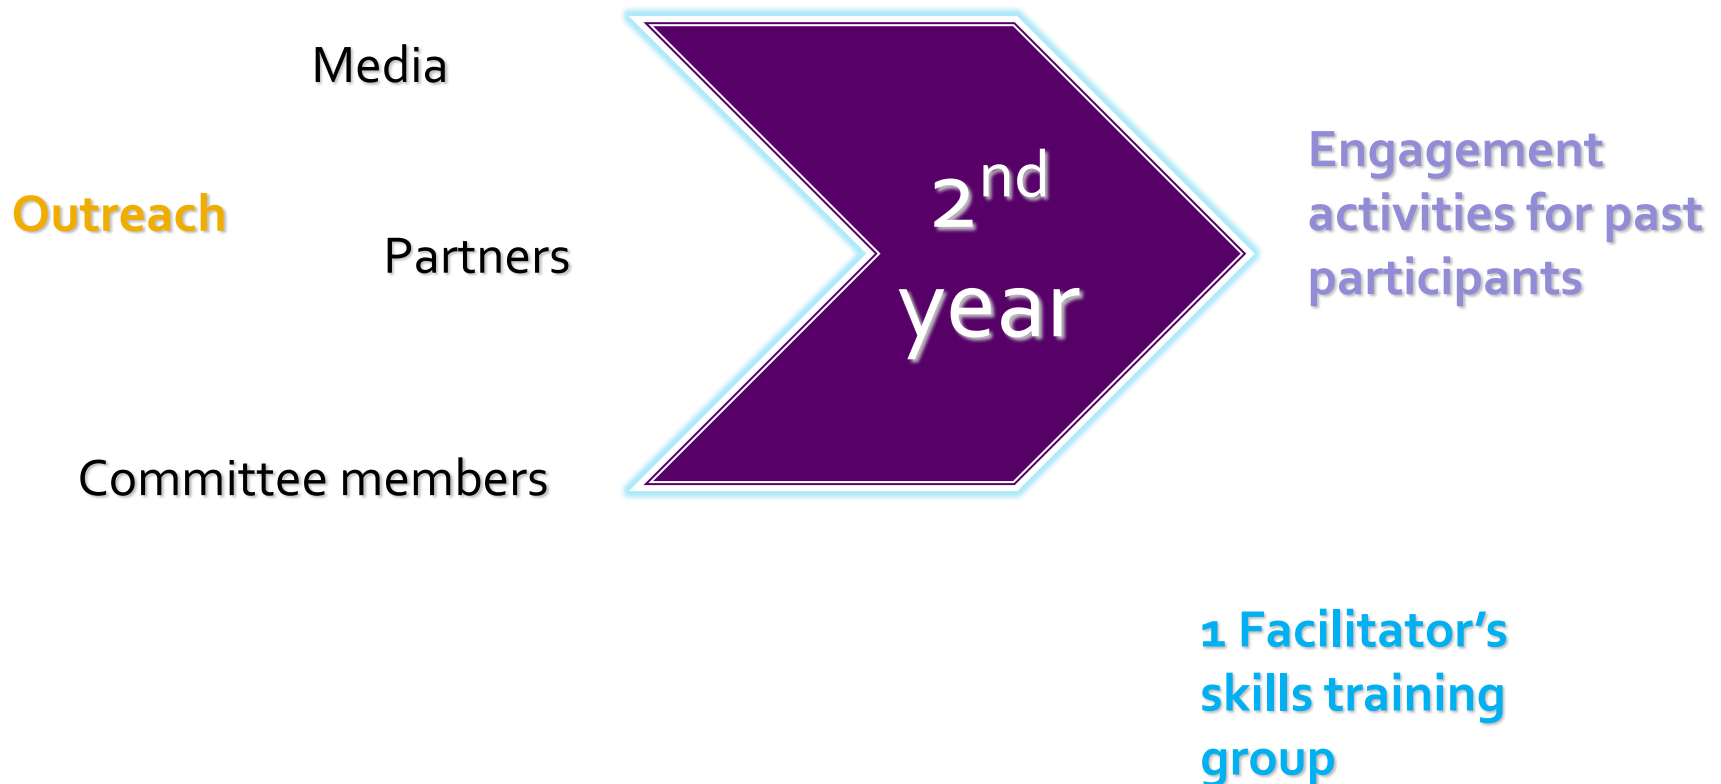 Media
Outreach
Partners
Committee members
2nd
year
Engagement
activities for past
participants
1 Facilitator’s
skills training
group